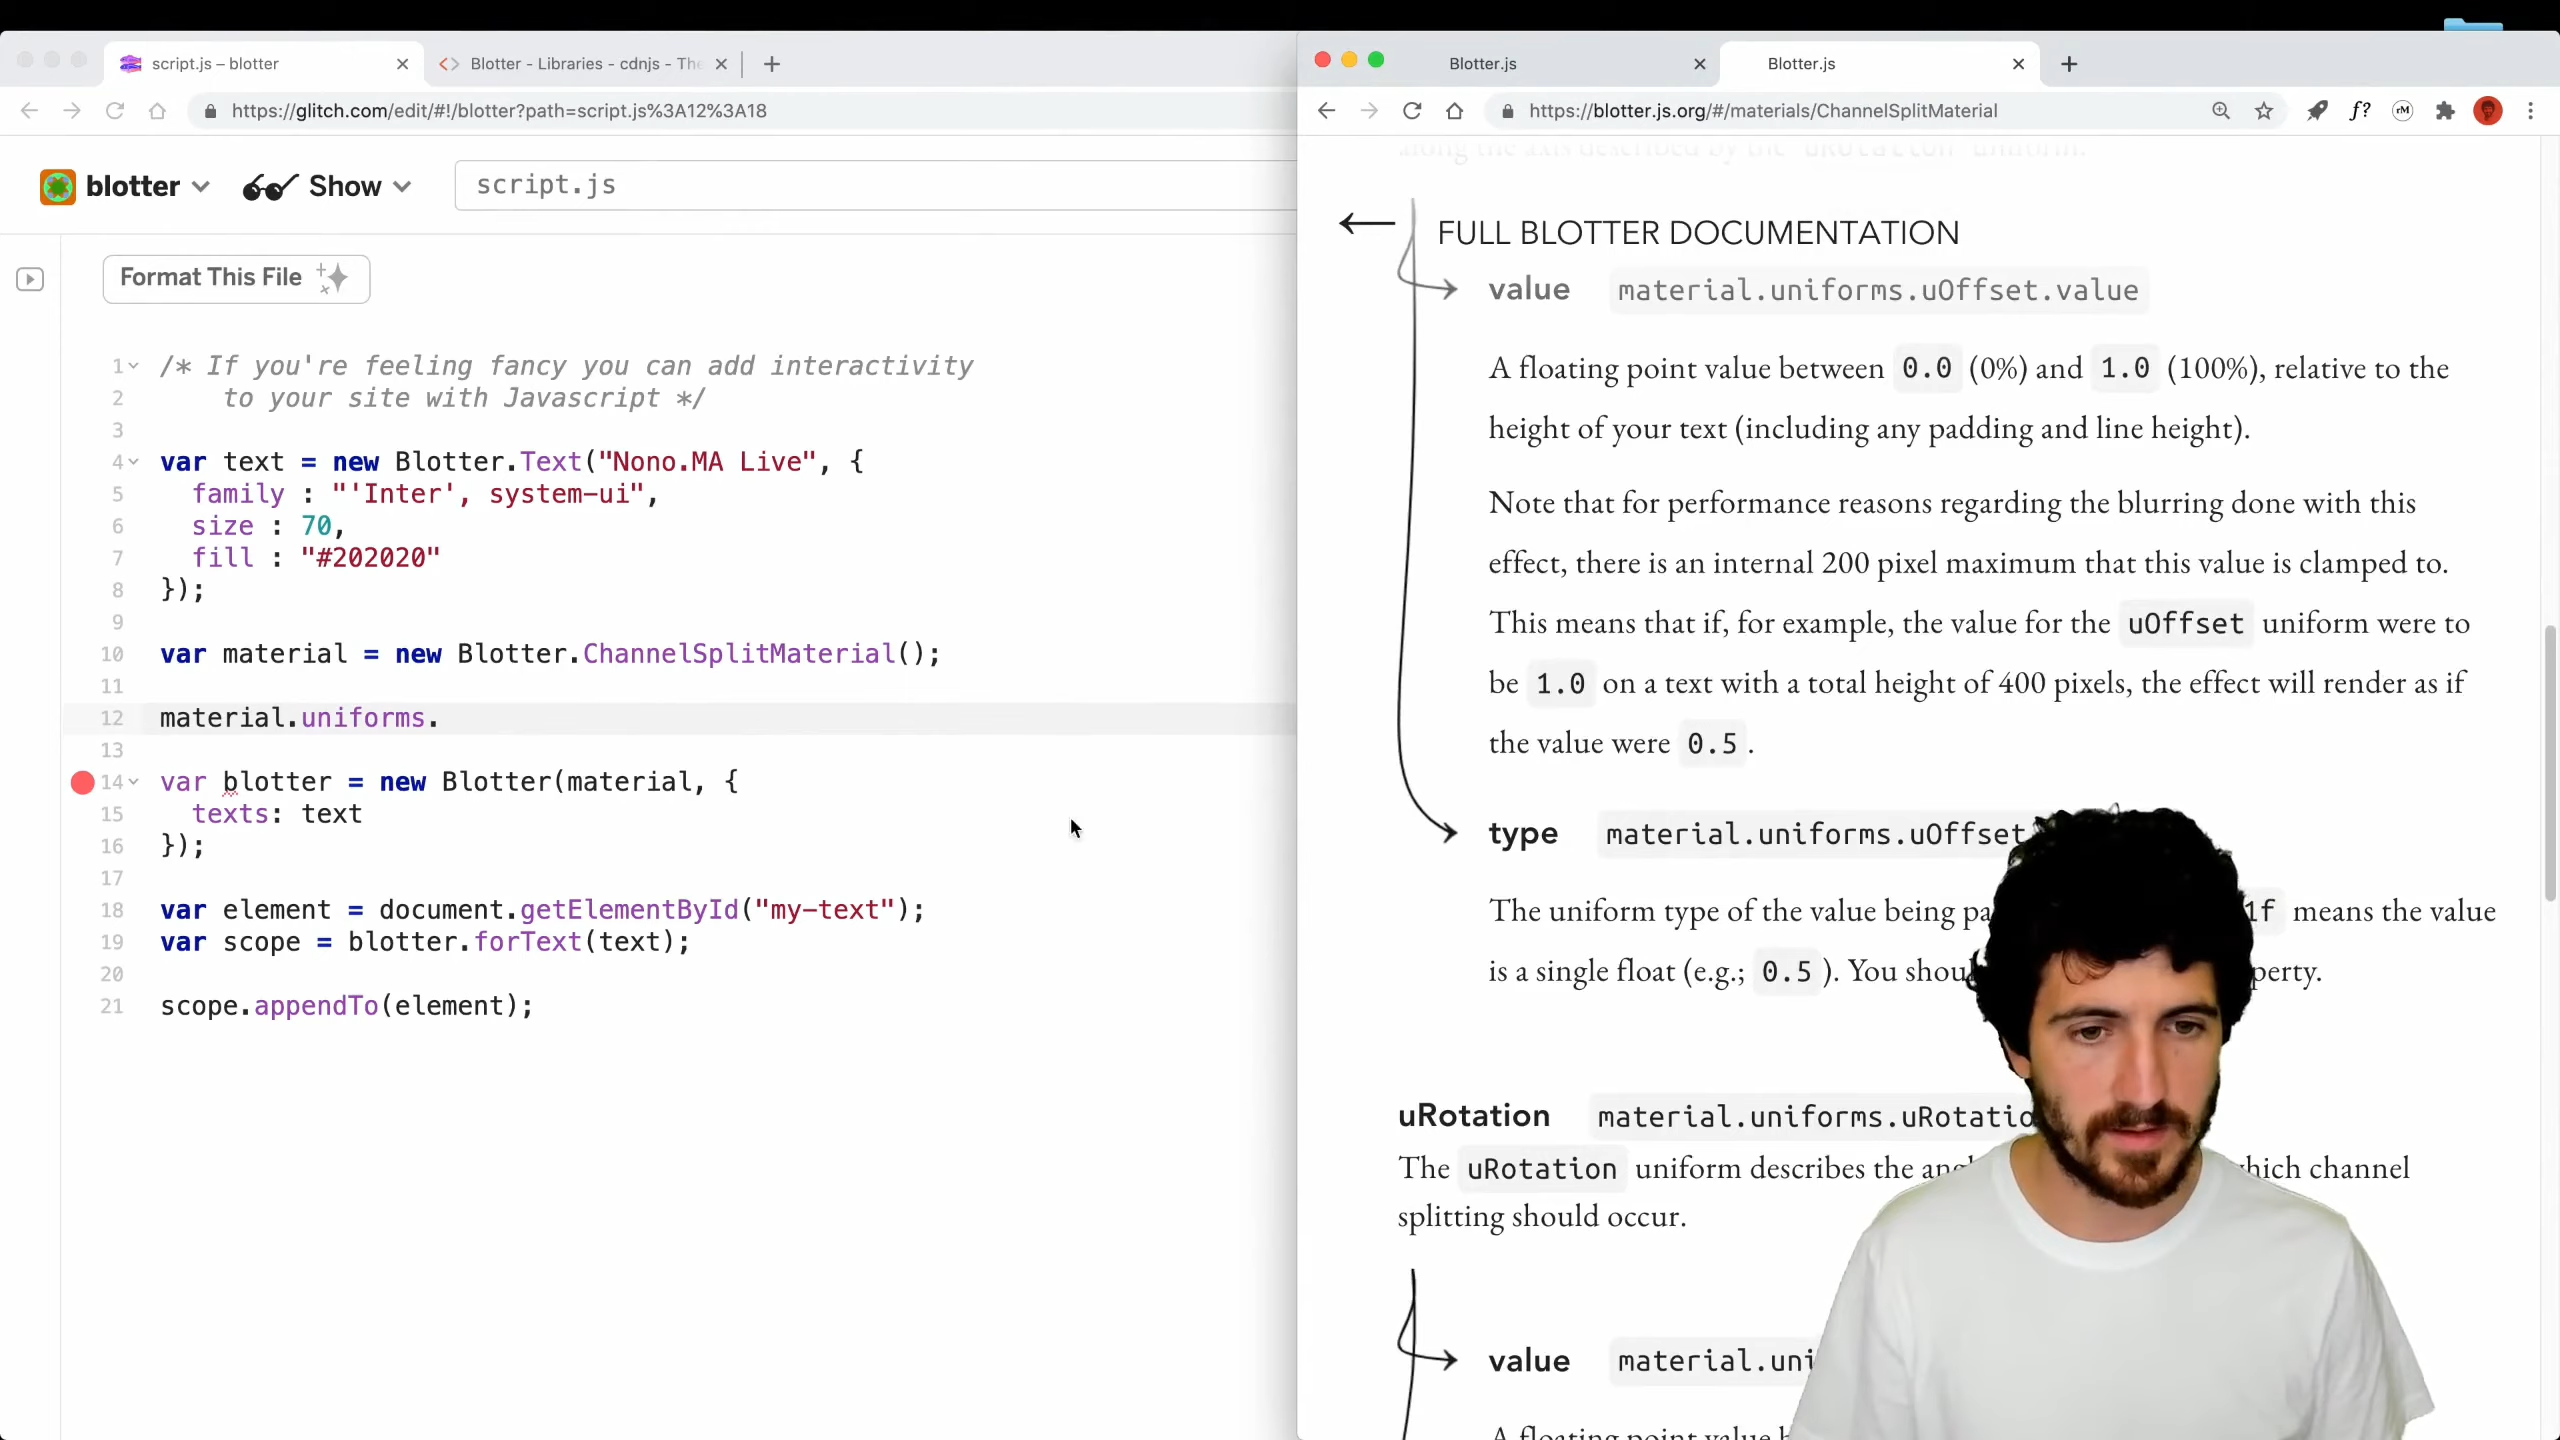 script.js – blotter
Blotter - Libraries - cdnjs - The
https://glitch.com/edit/#!/blotter?path=script.js%3A12%3A18
blotter
Show
script.js
Format This File
1 /* If you're feeling fancy you can add interactivity
2 to your site with Javascript */
3
4 var text = new Blotter.Text("Nono.MA Live", {
5 family : "'Inter', system-ui",
6 size : 70,
7 fill : "#202020"
8 });
9
10 var material = new Blotter.ChannelSplitMaterial();
11
12 material.uniforms.
13
14 var blotter = new Blotter(material, {
15 texts: text
16 });
17
18 var element = document.getElementById("my-text");
19 var scope = blotter.forText(text);
20
21 scope.appendTo(element);
Blotter.js
Blotter.js
https://blotter.js.org/#/materials/ChannelSplitMaterial
f?
rM
along the axis described by the uRotation uniform.
FULL BLOTTER DOCUMENTATION
value material.uniforms.uOffset.value
A floating point value between 0.0 (0%) and 1.0 (100%), relative to the
height of your text (including any padding and line height).
Note that for performance reasons regarding the blurring done with this
effect, there is an internal 200 pixel maximum that this value is clamped to.
This means that if, for example, the value for the uOffset uniform were to
be 1.0 on a text with a total height of 400 pixels, the effect will render as if
the value were 0.5 .
type material.uniforms.uOffset
The uniform type of the value being pa 1f means the value
is a single float (e.g.; 0.5 ). You shou perty.
uRotation material.uniforms.uRotatio
The uRotation uniform describes the ang hich channel
splitting should occur.
value material.uni
A floating point value